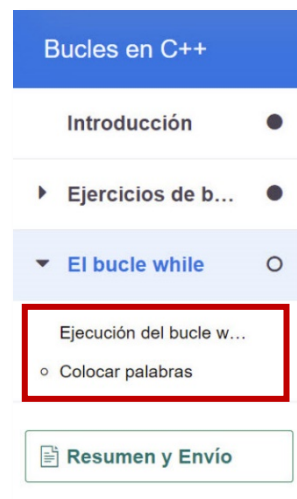 Bucles en C++
Introducción
Ejercicios de b...
El bucle while
Ejecución del bucle w...
Colocar palabras
Resumen y Envío